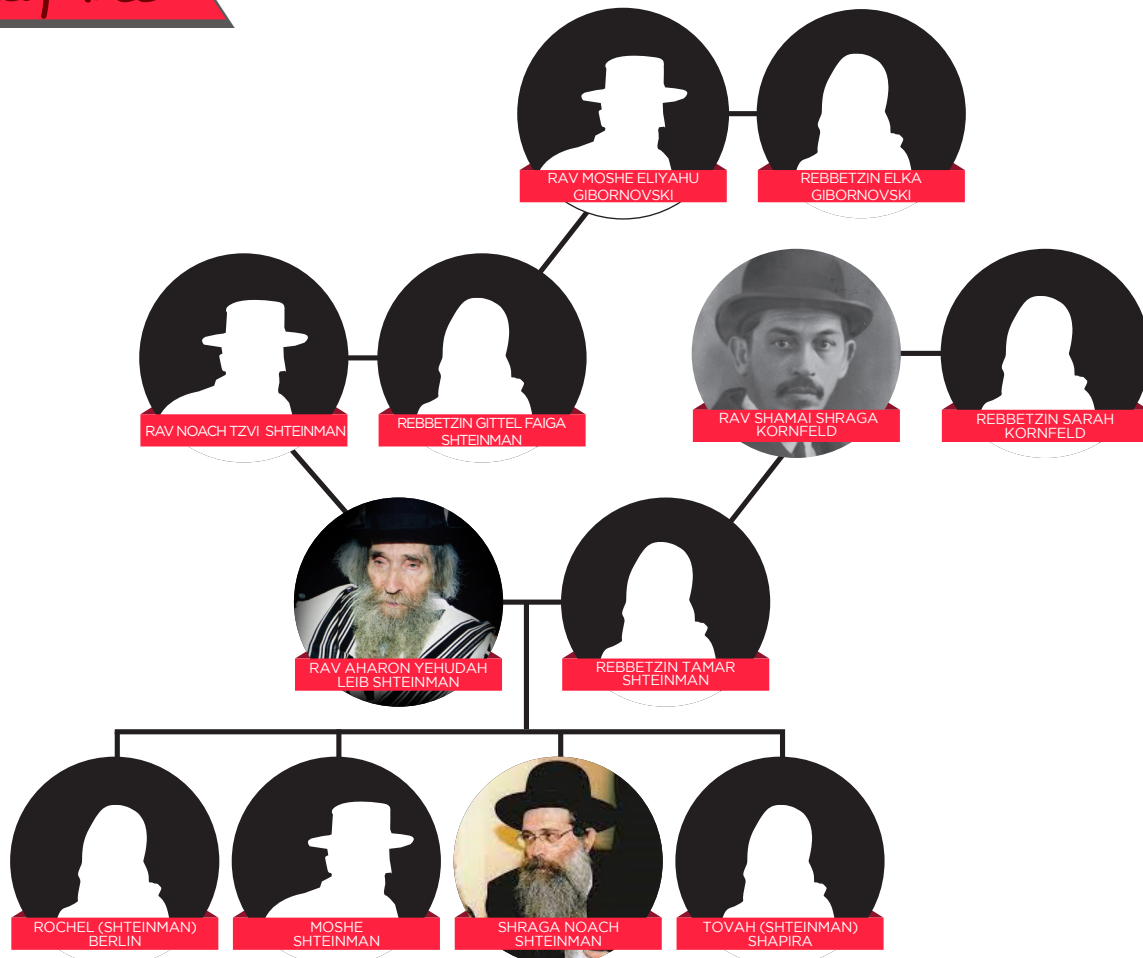 RAV MOSHE ELIYAHU
GIBORNOVSKI
REBBETZIN ELKA
GIBORNOVSKI
RAV NOACH TZVI SHTEINMAN
REBBETZIN GITTEL FAIGA
SHTEINMAN
RAV SHAMAI SHRAGA
KORNFELD
REBBETZIN SARAH
KORNFELD
RAV AHARON YEHUDAH
LEIB SHTEINMAN
REBBETZIN TAMAR
SHTEINMAN
ROCHEL (SHTEINMAN)
BERLIN
MOSHE
SHTEINMAN
SHRAGA NOACH
SHTEINMAN
TOVAH (SHTEINMAN)
SHAPIRA